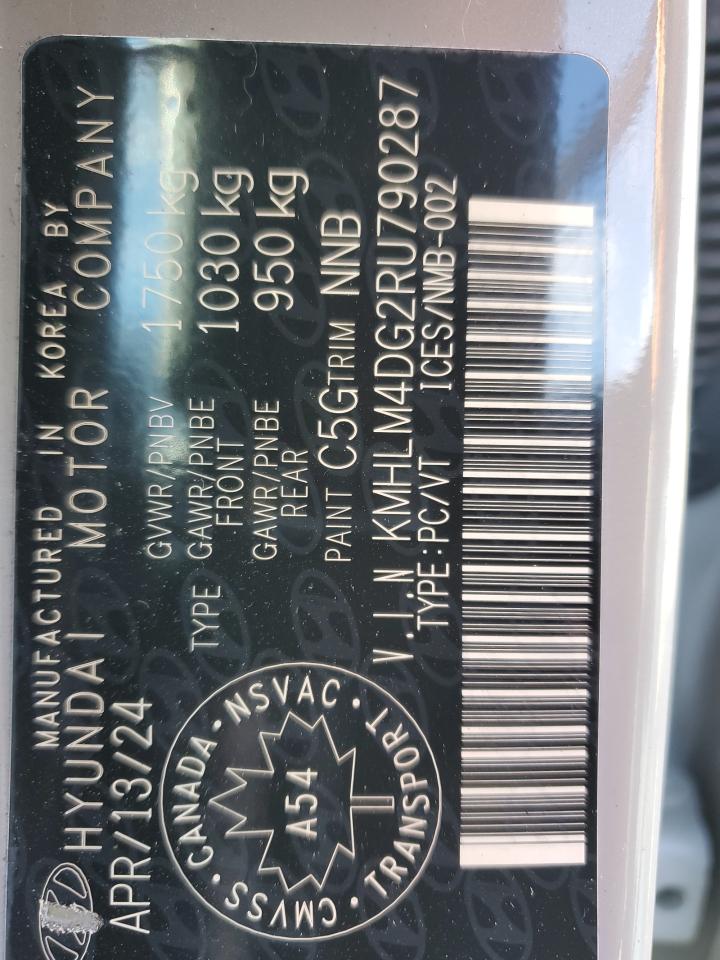 MANUFACTURED IN KOREA BY
HYUNDAI MOTOR COMPANY
APR/13/24
GVWR/PNBV 1750 kg
TYPE GAWR/PNBE FRONT 1030 kg
GAWR/PNBE REAR 950 kg
PAINT C5G TRIM NNB
V.I.N KMHLM4DG2RU790287
TYPE:PC/VT ICES/NMB-002
CANADA · NSVAC · TRANSPORT · CMVSS ·
A54